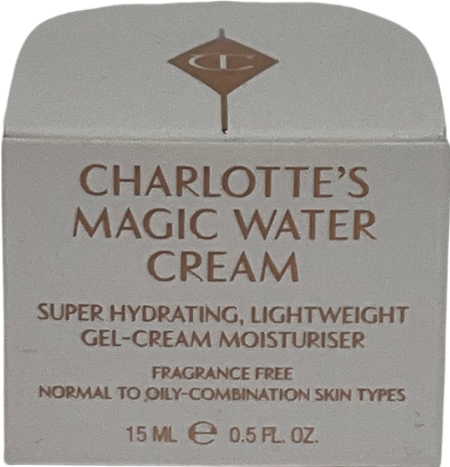 CT
CHARLOTTE'S
MAGIC WATER
CREAM
SUPER HYDRATING, LIGHTWEIGHT
GEL-CREAM MOISTURISER
FRAGRANCE FREE
NORMAL TO OILY-COMBINATION SKIN TYPES
15 ML ℮ 0.5 FL. OZ.